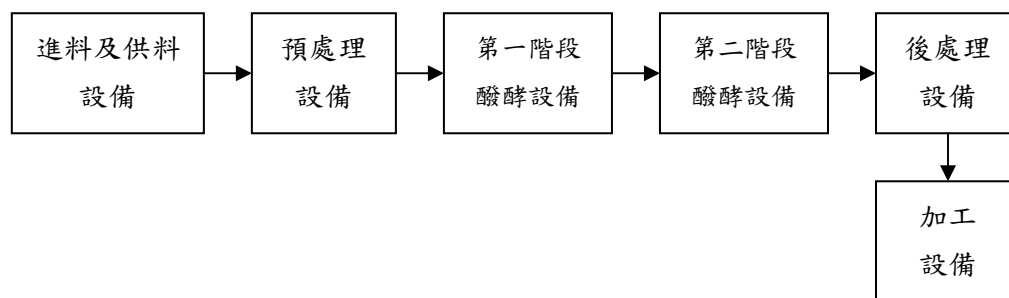 進料及供料
設備
預處理
設備
第一階段
醱酵設備
第二階段
醱酵設備
後處理
設備
加工
設備